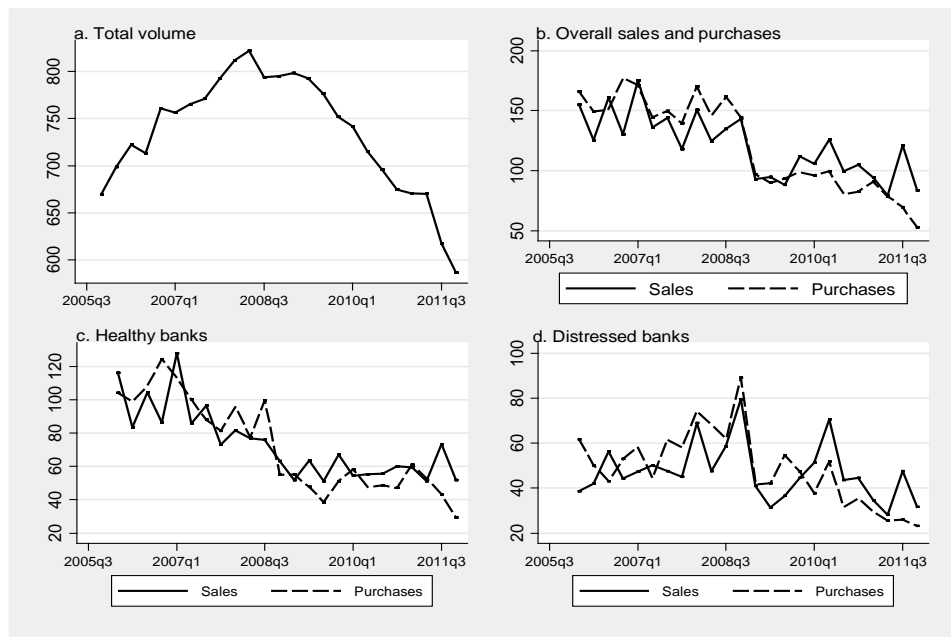 a. Total volume
800
750
700
650
600
2005q3 2007q1 2008q3 2010q1 2011q3
b. Overall sales and purchases
200
150
100
50
2005q3 2007q1 2008q3 2010q1 2011q3
Sales Purchases
c. Healthy banks
120
100
80
60
40
20
2005q3 2007q1 2008q3 2010q1 2011q3
Sales Purchases
d. Distressed banks
100
80
60
40
20
2005q3 2007q1 2008q3 2010q1 2011q3
Sales Purchases